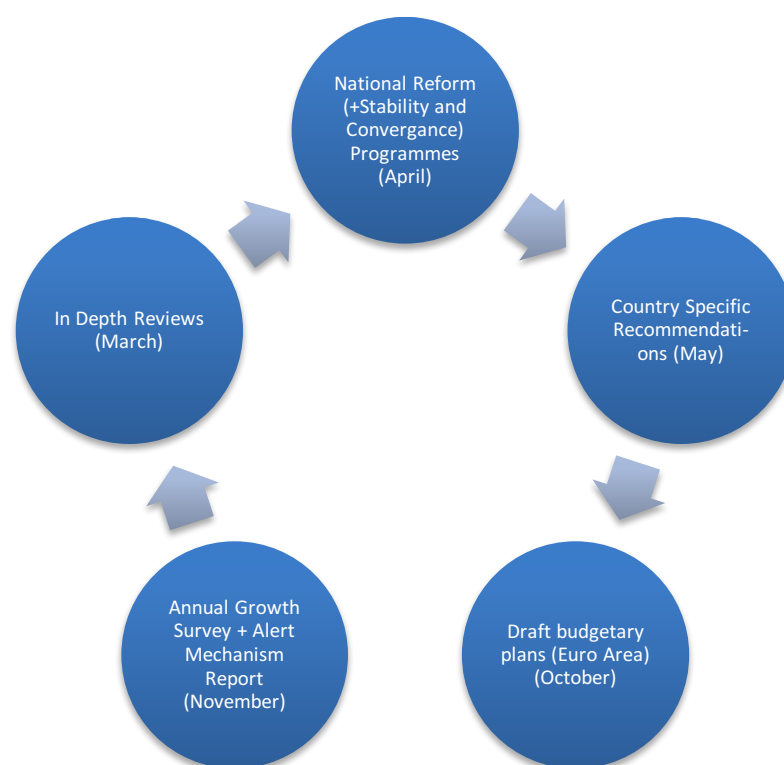 National Reform
(+Stability and
Convergance)
Programmes
(April)
Country Specific
Recommendati-
ons (May)
Draft budgetary
plans (Euro Area)
(October)
Annual Growth
Survey + Alert
Mechanism
Report
(November)
In Depth Reviews
(March)